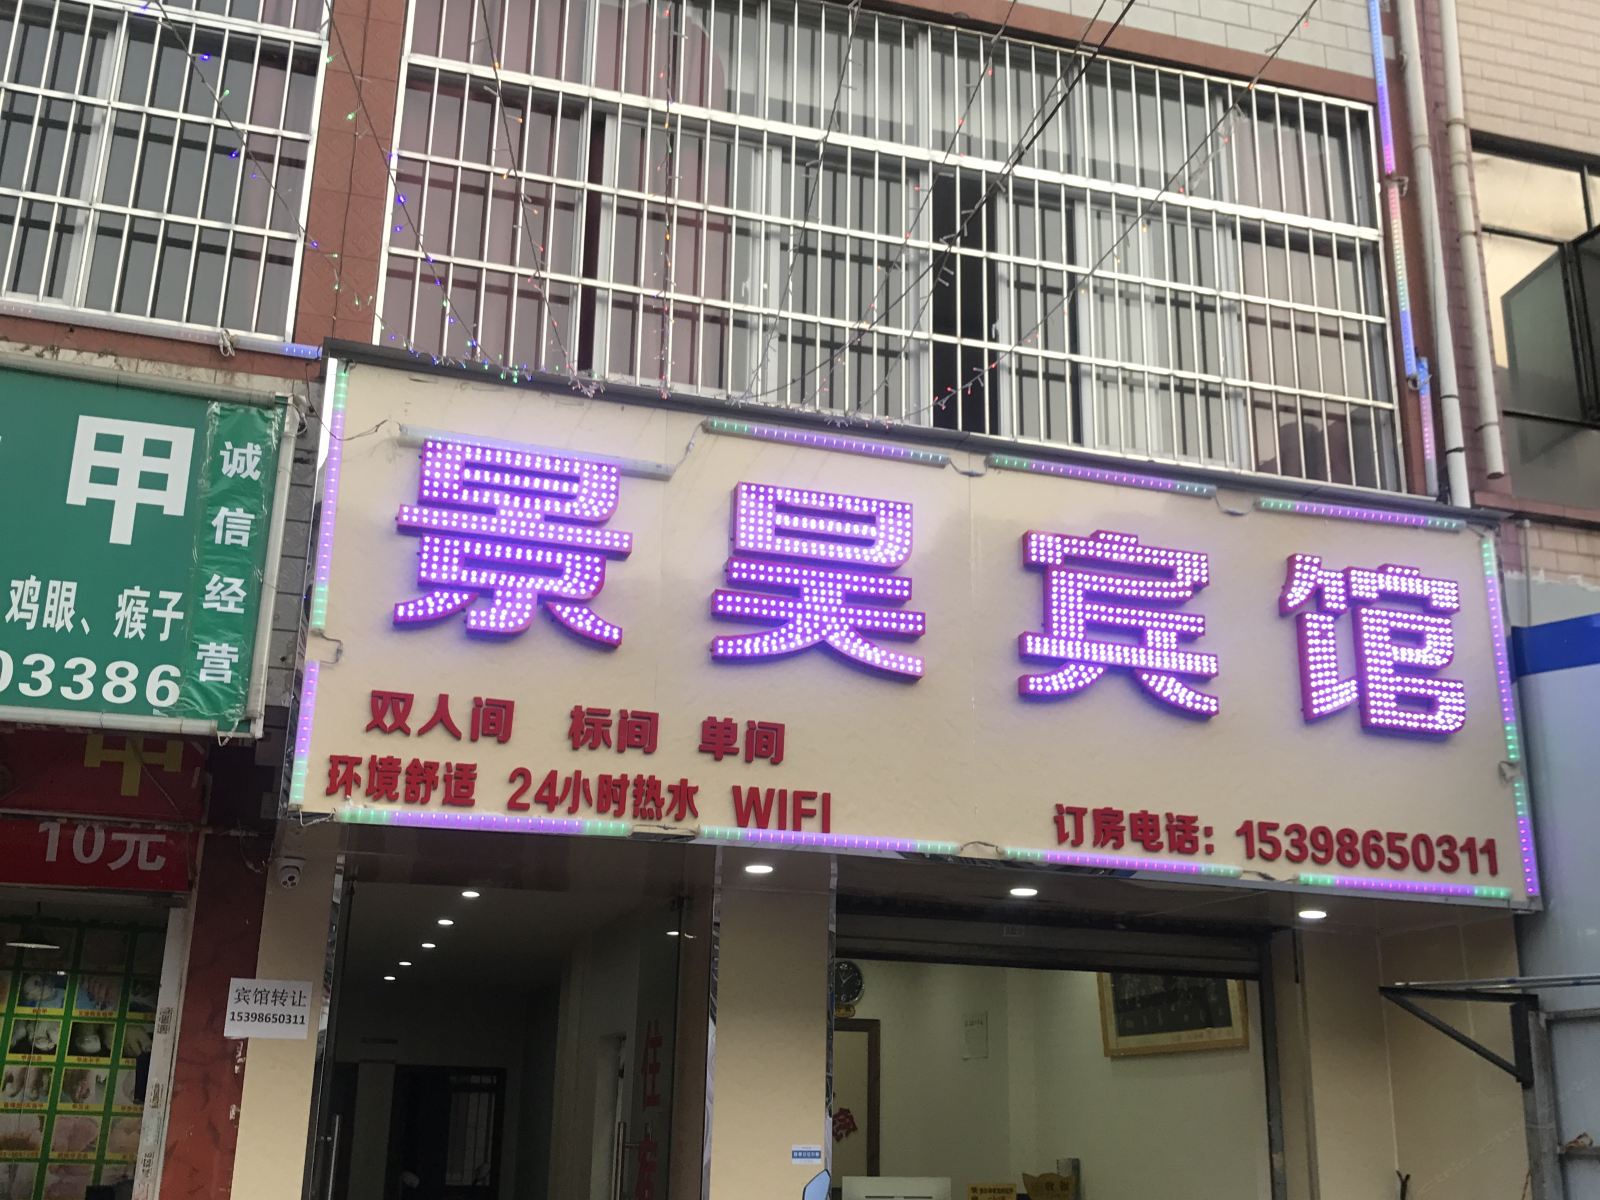 景昊宾馆
双人间 标间 单间
环境舒适 24小时热水 WIFI
订房电话：15398650311
甲
诚信经营
鸡眼、瘊子
03386
甲
10元
宾馆转让
15398650311
住